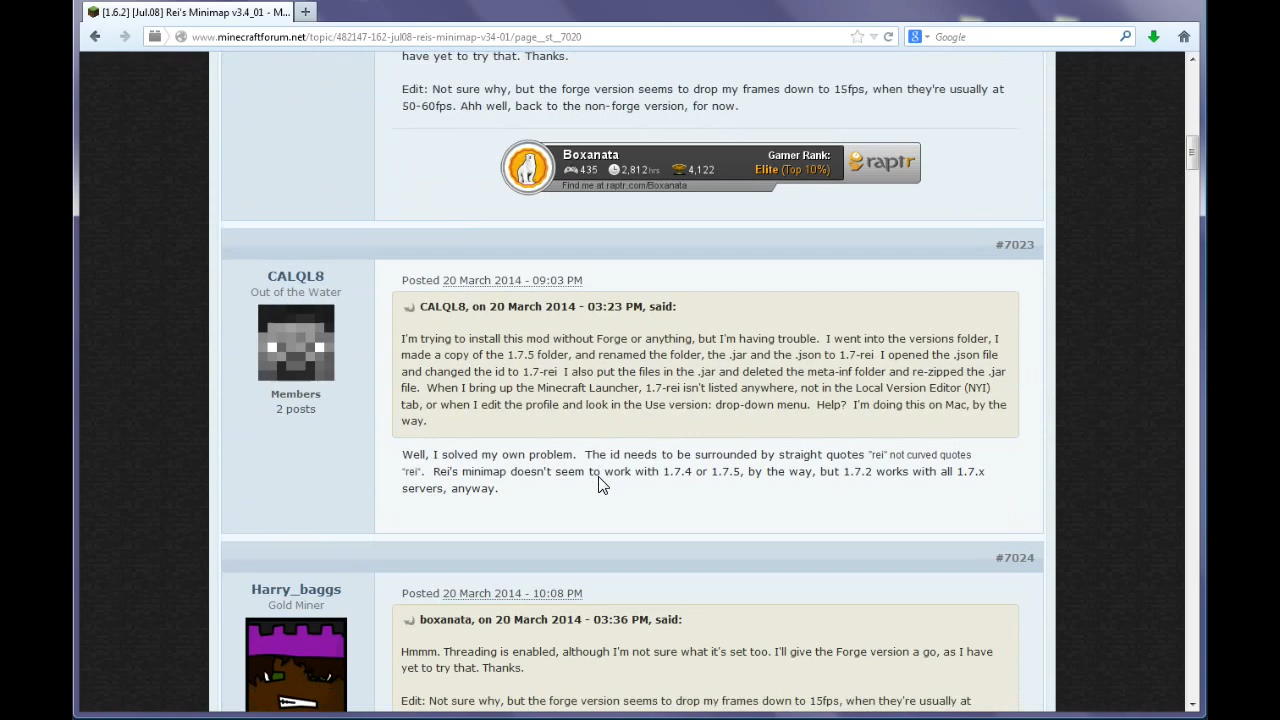 [1.6.2] [Jul.08] Rei's Minimap v3.4_01 - M...
www.minecraftforum.net/topic/482147-162-jul08-reis-minimap-v34-01/page__st__7020
Google
have yet to try that. Thanks.
Edit: Not sure why, but the forge version seems to drop my frames down to 15fps, when they're usually at
50-60fps. Ahh well, back to the non-forge version, for now.
Boxanata
435 2,812hrs 4,122
Gamer Rank:
Elite (Top 10%)
raptr
Find me at raptr.com/Boxanata
#7023
CALQL8
Out of the Water
Members
2 posts
Posted 20 March 2014 - 09:03 PM
CALQL8, on 20 March 2014 - 03:23 PM, said:
I'm trying to install this mod without Forge or anything, but I'm having trouble. I went into the versions folder, I
made a copy of the 1.7.5 folder, and renamed the folder, the .jar and the .json to 1.7-rei I opened the .json file
and changed the id to 1.7-rei I also put the files in the .jar and deleted the meta-inf folder and re-zipped the .jar
file. When I bring up the Minecraft Launcher, 1.7-rei isn't listed anywhere, not in the Local Version Editor (NYI)
tab, or when I edit the profile and look in the Use version: drop-down menu. Help? I'm doing this on Mac, by the
way.
Well, I solved my own problem. The id needs to be surrounded by straight quotes "rei" not curved quotes
“rei”. Rei's minimap doesn't seem to work with 1.7.4 or 1.7.5, by the way, but 1.7.2 works with all 1.7.x
servers, anyway.
#7024
Harry_baggs
Gold Miner
Posted 20 March 2014 - 10:08 PM
boxanata, on 20 March 2014 - 03:36 PM, said:
Hmmm. Threading is enabled, although I'm not sure what it's set too. I'll give the Forge version a go, as I have
yet to try that. Thanks.
Edit: Not sure why, but the forge version seems to drop my frames down to 15fps, when they're usually at